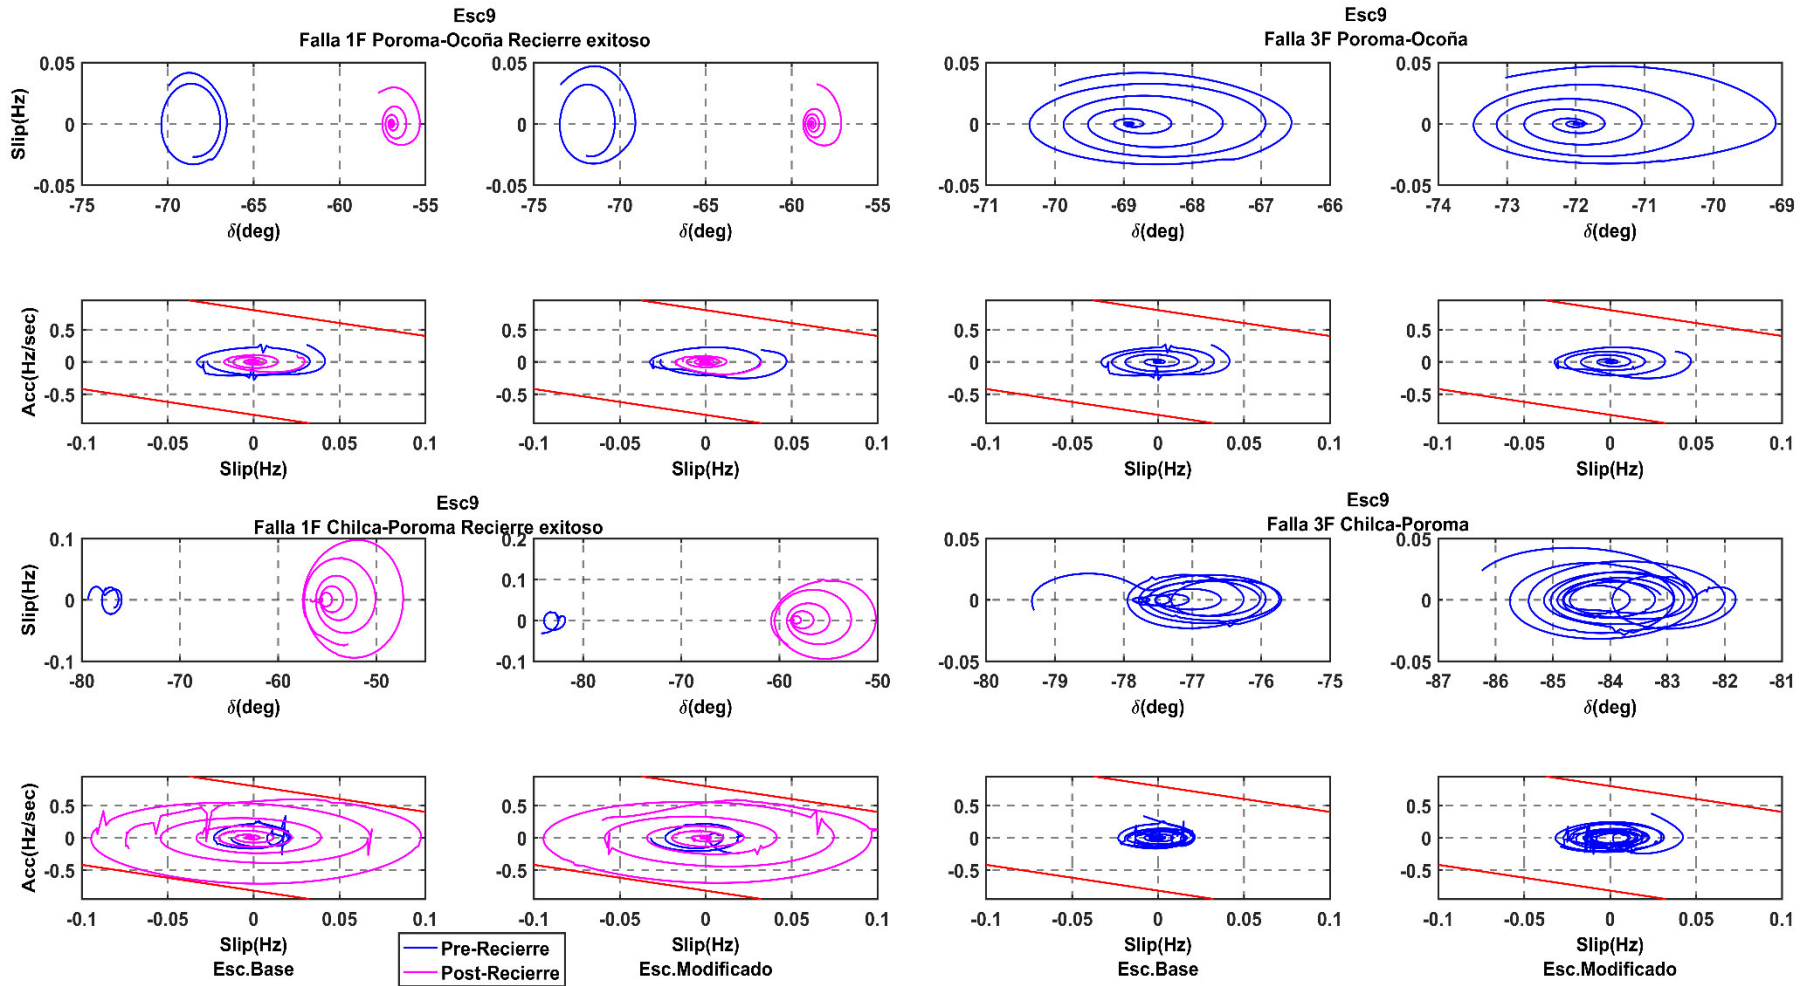 Esc9
Falla 1F Poroma-Ocoña Recierre exitoso
0.05
0
-0.05
Slip(Hz)
-75 -70 -65 -60 -55
δ(deg)
-75 -70 -65 -60 -55
δ(deg)
0.5
0
-0.5
Acc(Hz/sec)
-0.1 -0.05 0 0.05 0.1
Slip(Hz)
0.5
0
-0.5
-0.1 -0.05 0 0.05 0.1
Slip(Hz)
Esc9
Falla 3F Poroma-Ocoña
0.05
0
-0.05
-71 -70 -69 -68 -67 -66
δ(deg)
0.05
0
-0.05
-74 -73 -72 -71 -70 -69
δ(deg)
0.5
0
-0.5
-0.1 -0.05 0 0.05 0.1
Slip(Hz)
0.5
0
-0.5
-0.1 -0.05 0 0.05 0.1
Slip(Hz)
Esc9
Falla 1F Chilca-Poroma Recierre exitoso
0.1
0
-0.1
Slip(Hz)
-80 -70 -60 -50
δ(deg)
0.2
0.1
0
-0.1
-80 -70 -60 -50
δ(deg)
0.5
0
-0.5
Acc(Hz/sec)
-0.1 -0.05 0 0.05 0.1
Slip(Hz)
Esc.Base
0.5
0
-0.5
-0.1 -0.05 0 0.05 0.1
Slip(Hz)
Esc.Modificado
Pre-Recierre
Post-Recierre
Esc9
Falla 3F Chilca-Poroma
0.05
0
-0.05
-80 -79 -78 -77 -76 -75
δ(deg)
0.05
0
-0.05
-87 -86 -85 -84 -83 -82 -81
δ(deg)
0.5
0
-0.5
-0.1 -0.05 0 0.05 0.1
Slip(Hz)
Esc.Base
0.5
0
-0.5
-0.1 -0.05 0 0.05 0.1
Slip(Hz)
Esc.Modificado